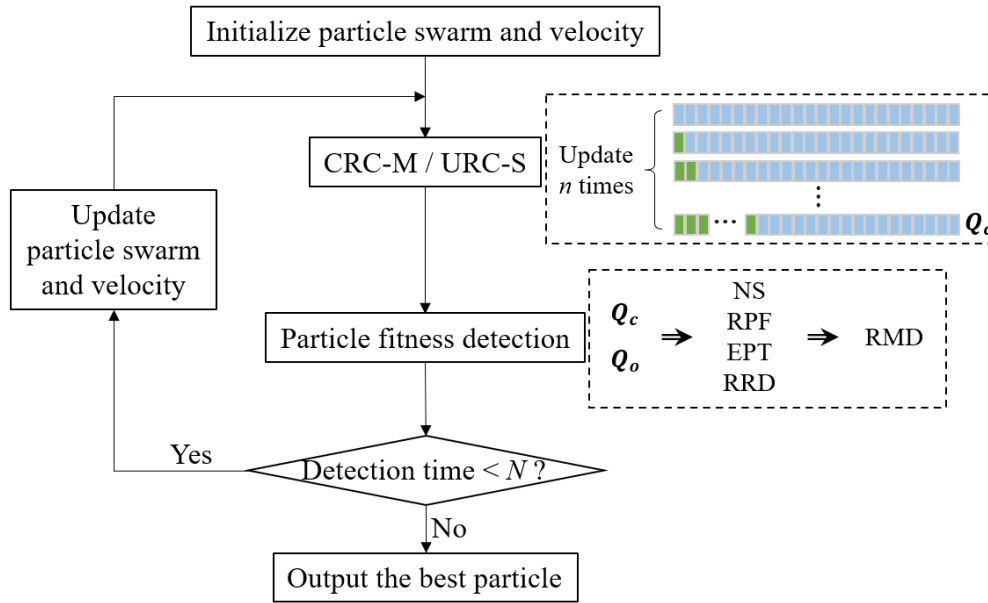 Initialize particle swarm and velocity
CRC-M / URC-S
Update
n times
⋮
⋯
Q_c
Update
particle swarm
and velocity
Particle fitness detection
Q_c
Q_o
⇒
NS
RPF
EPT
RRD
⇒
RMD
Yes
Detection time < N ?
No
Output the best particle